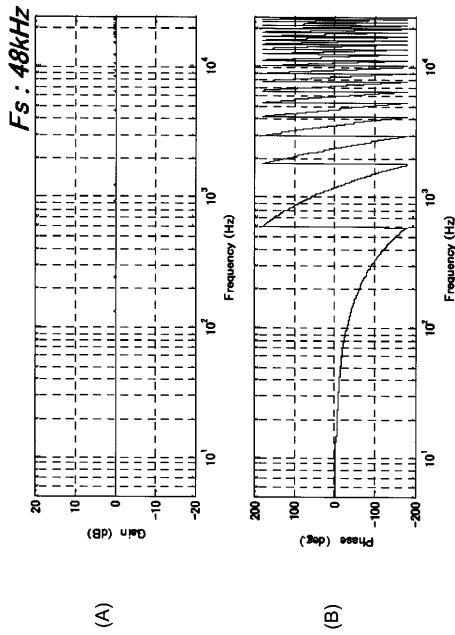 Fs : 48kHz
(A)
Gain (dB)
20
10
0
-10
-20
10¹
10²
10³
10⁴
Frequency (Hz)
(B)
Phase (deg.)
200
100
0
-100
-200
10¹
10²
10³
10⁴
Frequency (Hz)